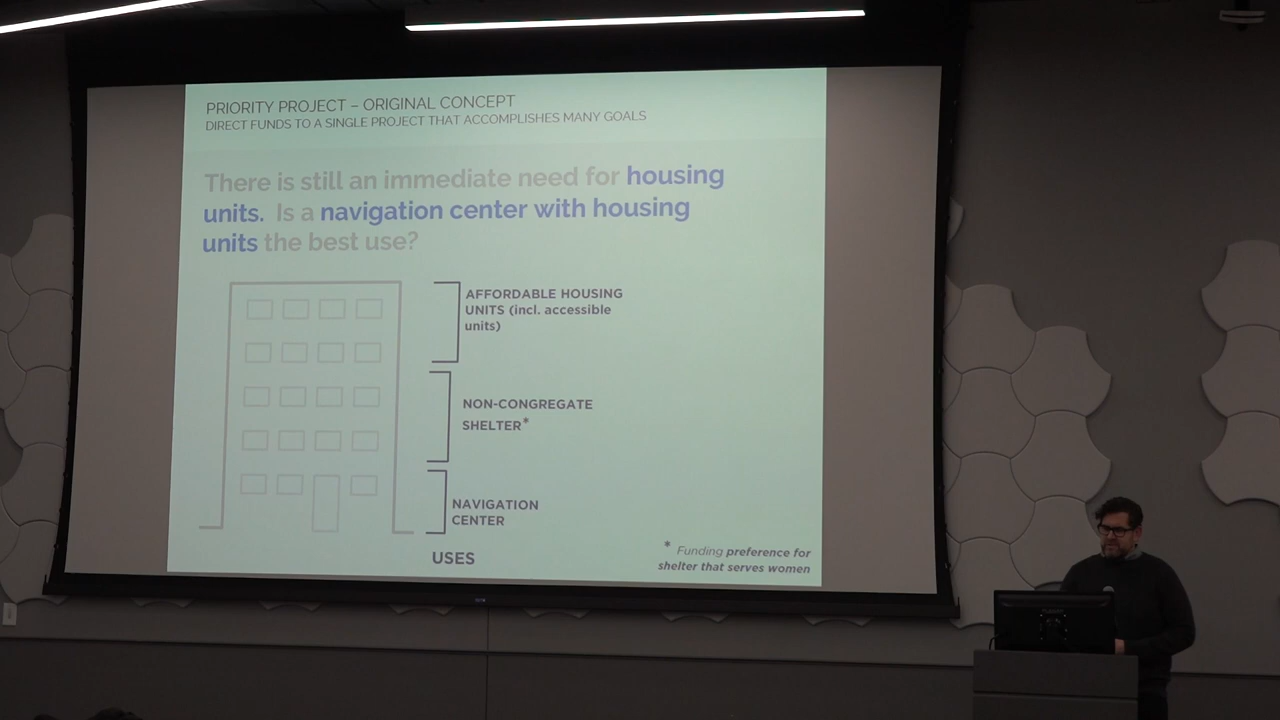 PRIORITY PROJECT – ORIGINAL CONCEPT
DIRECT FUNDS TO A SINGLE PROJECT THAT ACCOMPLISHES MANY GOALS
There is still an immediate need for housing
units. Is a navigation center with housing
units the best use?
AFFORDABLE HOUSING
UNITS (incl. accessible
units)
NON-CONGREGATE
SHELTER*
NAVIGATION
CENTER
USES
* Funding preference for
shelter that serves women